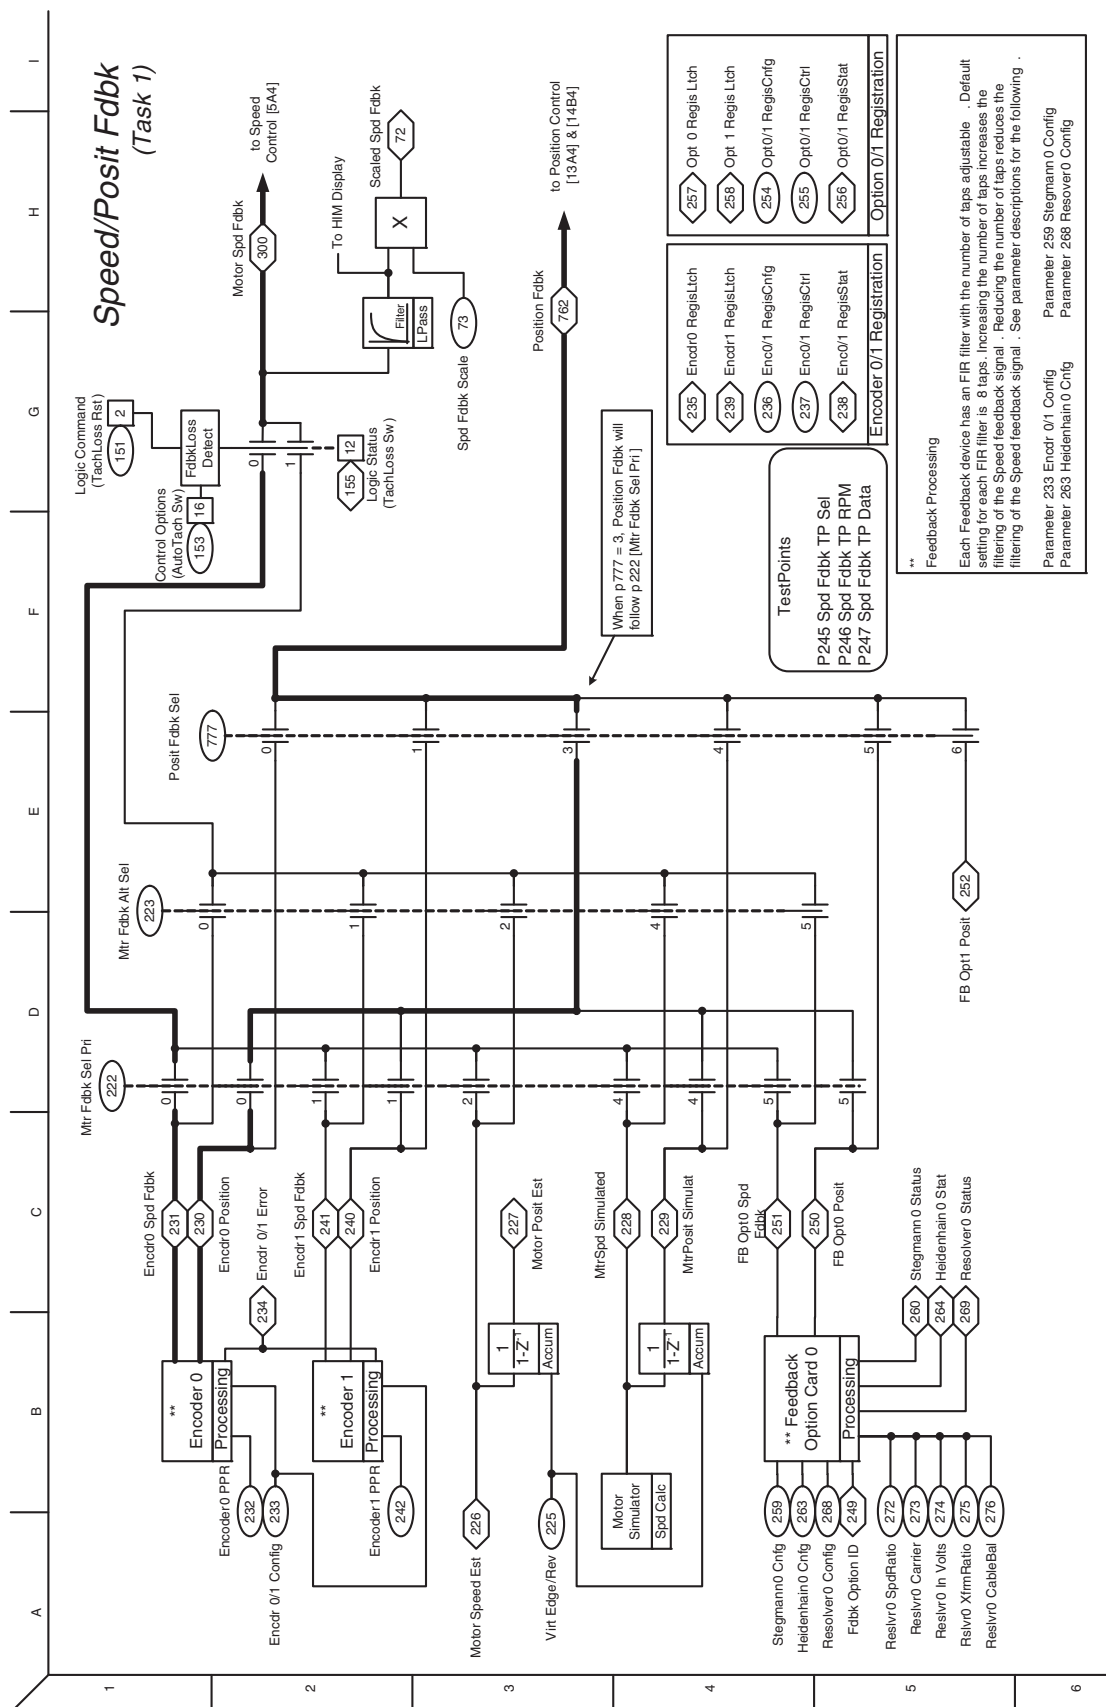 Speed/Posit Fdbk
(Task 1)
A
B
C
D
E
F
G
H
I
1
2
3
4
5
6
Logic Command
(TachLoss Rst)
151
2
Control Options
(AutoTach Sw)
153
16
FdbkLoss
Detect
0
1
155
12
Logic Status
(TachLoss Sw)
Motor Spd Fdbk
300
to Speed
Control [5A4]
To HIM Display
Filter
LPass
X
Scaled Spd Fdbk
72
73
Spd Fdbk Scale
Position Fdbk
762
to Position Control
[13A4] & [14B4]
Posit Fdbk Sel
777
0
1
3
4
5
6
When p 777 = 3, Position Fdbk will
follow p 222 [Mtr Fdbk Sel Pri ]
Mtr Fdbk Alt Sel
223
0
1
2
4
5
252
FB Opt1 Posit
Mtr Fdbk Sel Pri
222
0
0
1
1
2
4
4
5
5
Encdr0 Spd Fdbk
231
230
Encdr0 Position
234
Encdr 0/1 Error
Encdr1 Spd Fdbk
241
240
Encdr1 Position
227
Motor Posit Est
MtrSpd Simulated
228
229
MtrPosit Simulat
FB Opt0 Spd
Fdbk
251
250
FB Opt0 Posit
**
Encoder 0
Processing
Encoder0 PPR
232
233
Encdr 0/1 Config
**
Encoder 1
Processing
Encoder1 PPR
242
1
1-Z-1
Accum
226
Motor Speed Est
225
Virt Edge/Rev
1
1-Z-1
Accum
Motor
Simulator
Spd Calc
** Feedback
Option Card 0
Processing
260
Stegmann0 Status
264
Heidenhain0 Stat
269
Resolver0 Status
Stegmann0 Cnfg
259
Heidenhain0 Cnfg
263
Resolver0 Config
268
Fdbk Option ID
249
Reslvr0 SpdRatio
272
Reslvr0 Carrier
273
Reslvr0 In Volts
274
Rslvr0 XfrmRatio
275
Reslvr0 CableBal
276
TestPoints
P245 Spd Fdbk TP Sel
P246 Spd Fdbk TP RPM
P247 Spd Fdbk TP Data
235
Encdr0 RegisLtch
239
Encdr1 RegisLtch
236
Enc0/1 RegisCnfg
237
Enc0/1 RegisCtrl
238
Enc0/1 RegisStat
Encoder 0/1 Registration
257
Opt 0 Regis Ltch
258
Opt 1 Regis Ltch
254
Opt0/1 RegisCnfg
255
Opt0/1 RegisCtrl
256
Opt0/1 RegisStat
Option 0/1 Registration
**
Feedback Processing
Each Feedback device has an FIR filter with the number of taps adjustable . Default
setting for each FIR filter is 8 taps. Increasing the number of taps increases the
filtering of the Speed feedback signal . Reducing the number of taps reduces the
filtering of the Speed feedback signal . See parameter descriptions for the following .
Parameter 233 Encdr 0/1 Config Parameter 259 Stegmann0 Config
Parameter 263 Heidenhain0 Cnfg Parameter 268 Resover0 Config